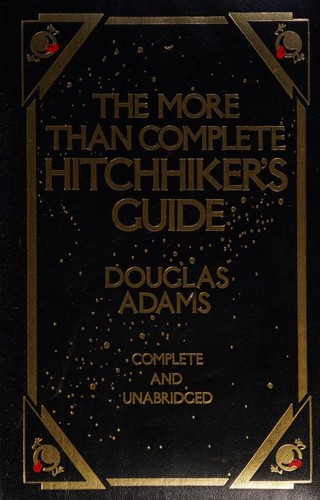 THE MORE
THAN COMPLETE
HITCHHIKER'S
GUIDE
DOUGLAS
ADAMS
COMPLETE
AND
UNABRIDGED